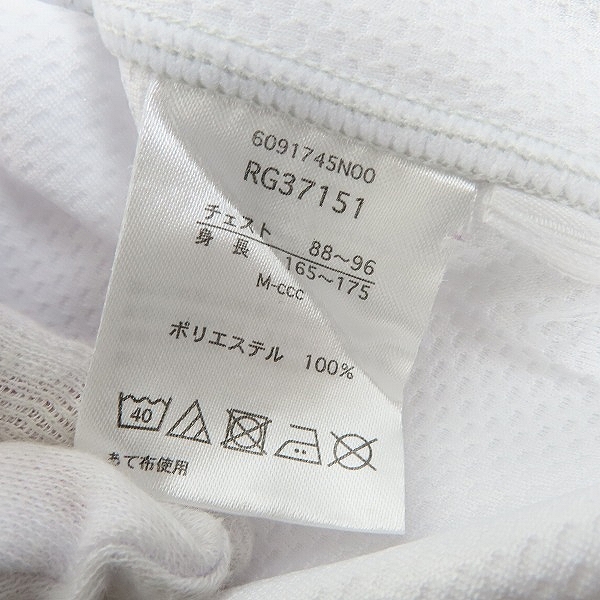 6091745N00
RG37151
チェスト 88～96
身長 165～175
M-ccc
ポリエステル 100%
40
あて布使用